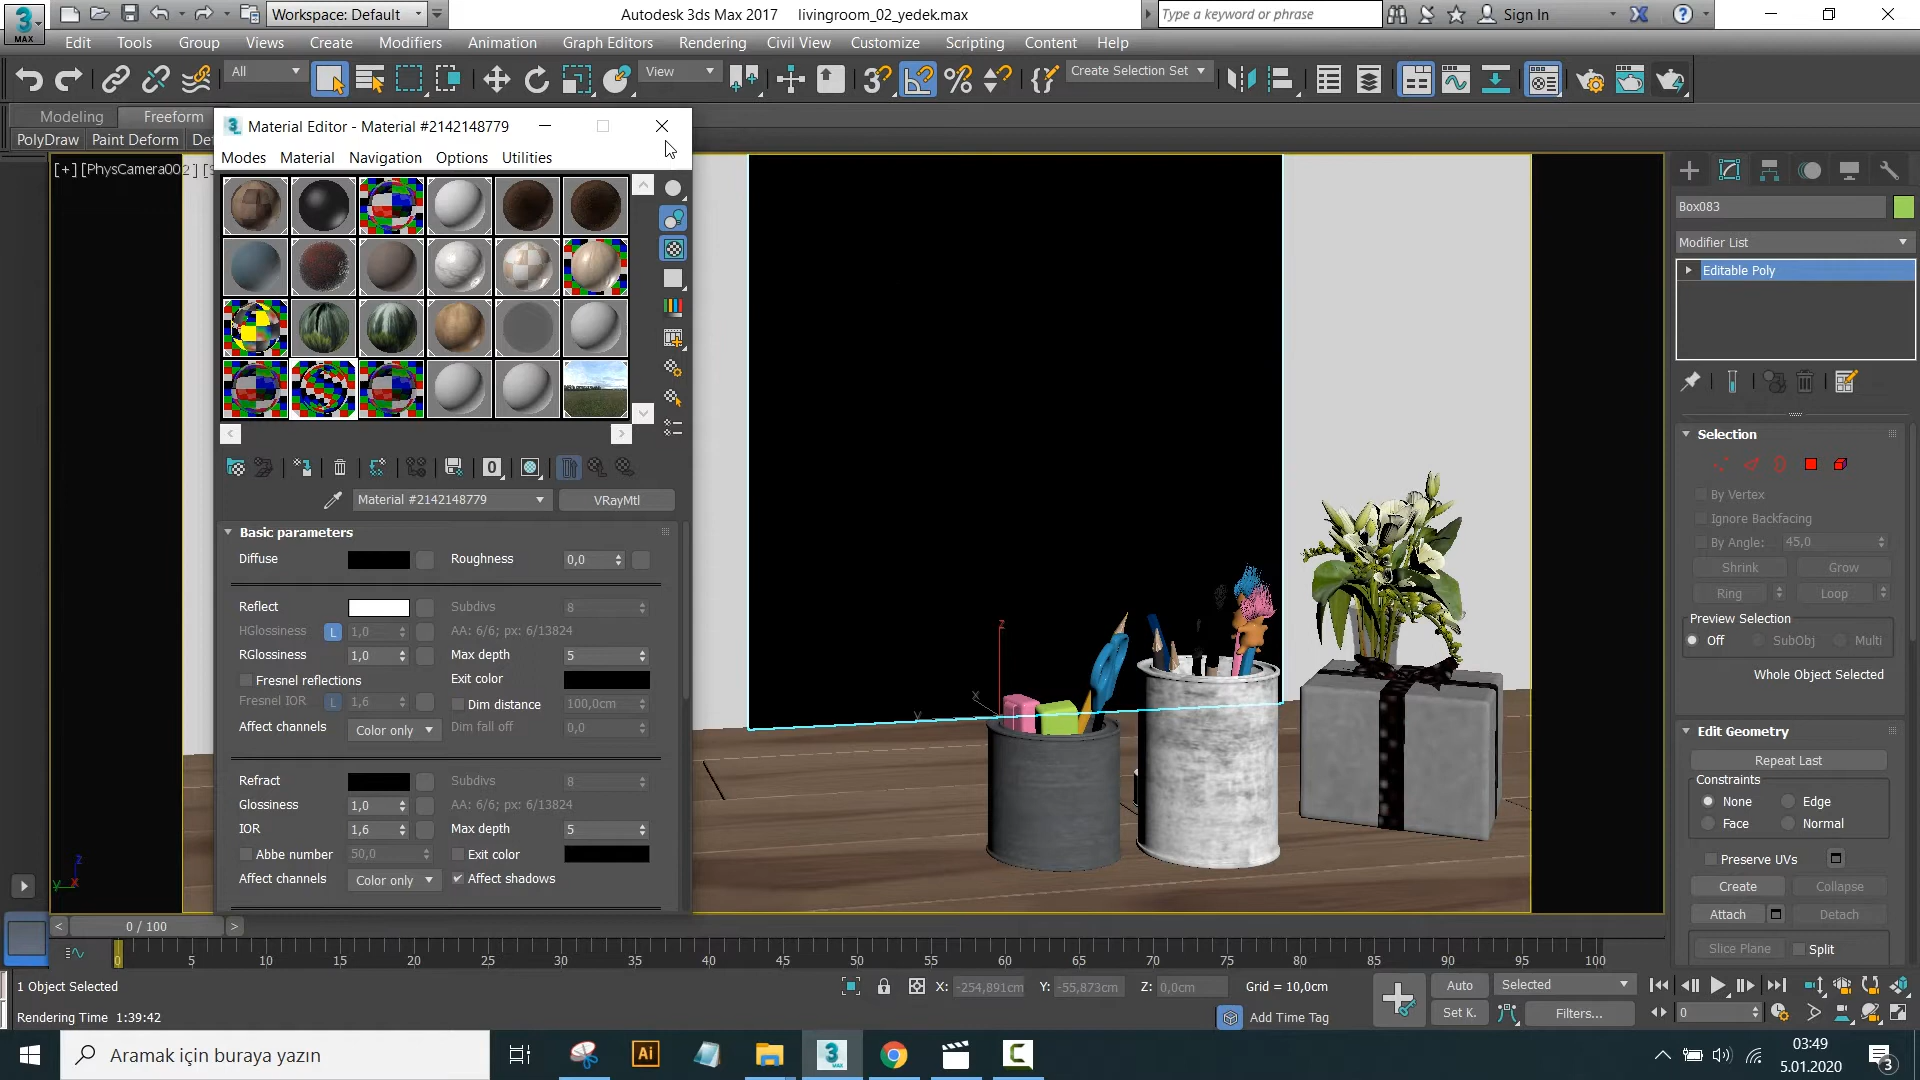 Workspace: Default
Autodesk 3ds Max 2017 livingroom_02_yedek.max
Type a keyword or phrase
Sign In
MAX
Edit Tools Group Views Create Modifiers Animation Graph Editors Rendering Civil View Customize Scripting Content Help
All
View
Create Selection Set
Modeling Freeform
PolyDraw Paint Deform
[+] [PhysCamera002 ]
Material Editor - Material #2142148779
Modes Material Navigation Options Utilities
Material #2142148779
VRayMtl
Basic parameters
Diffuse Roughness 0,0
Reflect Subdivs 8
HGlossiness L 1,0 AA: 6/6; px: 6/13824
RGlossiness 1,0 Max depth 5
Fresnel reflections Exit color
Fresnel IOR L 1,6 Dim distance 100,0cm
Affect channels Color only Dim fall off 0,0
Refract Subdivs 8
Glossiness 1,0 AA: 6/6; px: 6/13824
IOR 1,6 Max depth 5
Abbe number 50,0 Exit color
Affect channels Color only Affect shadows
z
x
y
z
y
x
Box083
Modifier List
Editable Poly
Selection
By Vertex
Ignore Backfacing
By Angle: 45,0
Shrink Grow
Ring Loop
Preview Selection
Off SubObj Multi
Whole Object Selected
Edit Geometry
Repeat Last
Constraints
None Edge
Face Normal
Preserve UVs
Create Collapse
Attach Detach
Slice Plane Split
< 0 / 100 >
0 5 10 15 20 25 30 35 40 45 50 55 60 65 70 75 80 85 90 95 100
1 Object Selected
X: -254,891cm Y: -55,873cm Z: 0,0cm Grid = 10,0cm
Auto Selected
Rendering Time 1:39:42
Add Time Tag
Set K. Filters... 0
Aramak için buraya yazın
Ai
03:49
5.01.2020
3